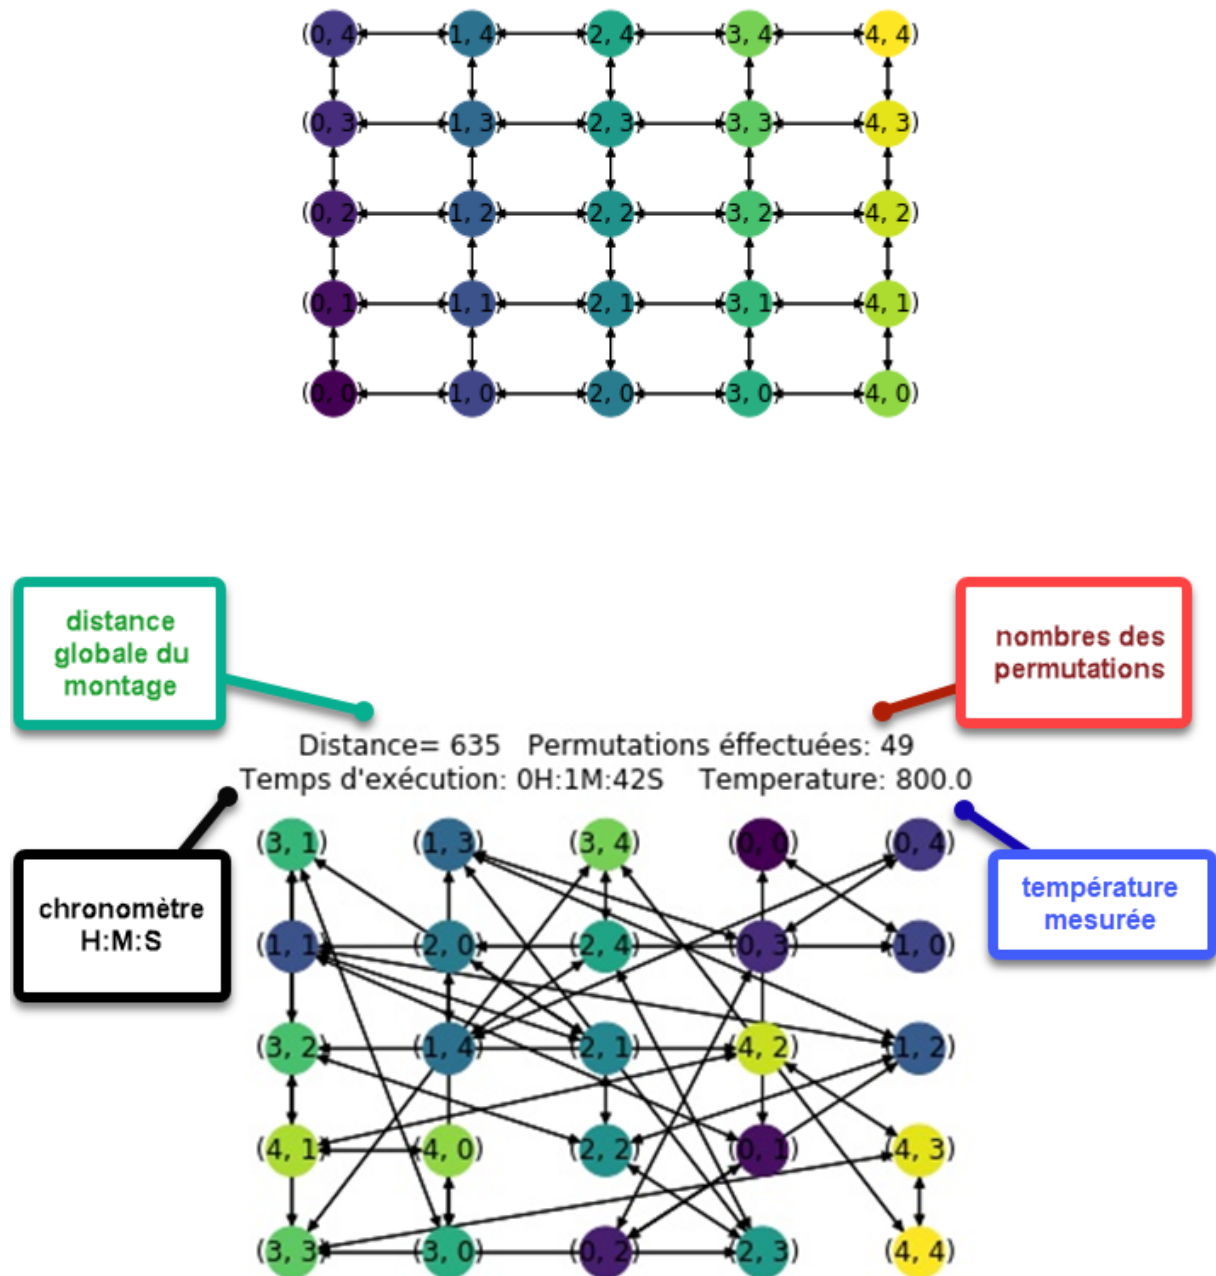 (0, 4) (1, 4) (2, 4) (3, 4) (4, 4)
(0, 3) (1, 3) (2, 3) (3, 3) (4, 3)
(0, 2) (1, 2) (2, 2) (3, 2) (4, 2)
(0, 1) (1, 1) (2, 1) (3, 1) (4, 1)
(0, 0) (1, 0) (2, 0) (3, 0) (4, 0)
distance
globale du
montage
nombres des
permutations
Distance= 635 Permutations éffectuées: 49
Temps d'exécution: 0H:1M:42S Temperature: 800.0
chronomètre
H:M:S
température
mesurée
(3, 1) (1, 3) (3, 4) (0, 0) (0, 4)
(1, 1) (2, 0) (2, 4) (0, 3) (1, 0)
(3, 2) (1, 4) (2, 1) (4, 2) (1, 2)
(4, 1) (4, 0) (2, 2) (0, 1) (4, 3)
(3, 3) (3, 0) (0, 2) (2, 3) (4, 4)